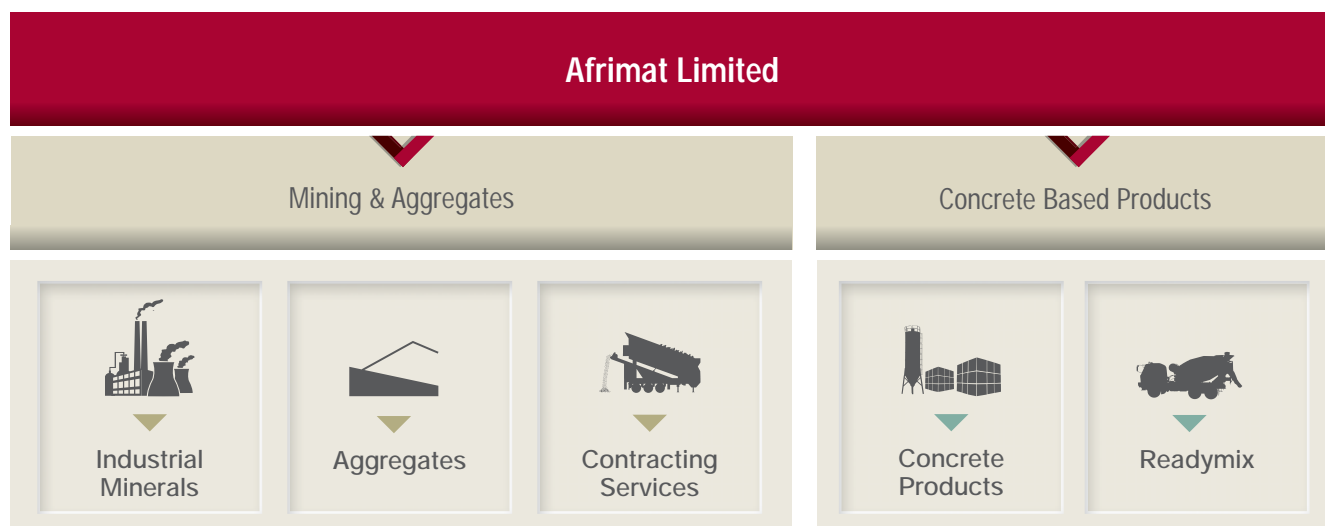 Afrimat Limited
Mining & Aggregates
Concrete Based Products
Industrial
Minerals
Aggregates
Contracting
Services
Concrete
Products
Readymix